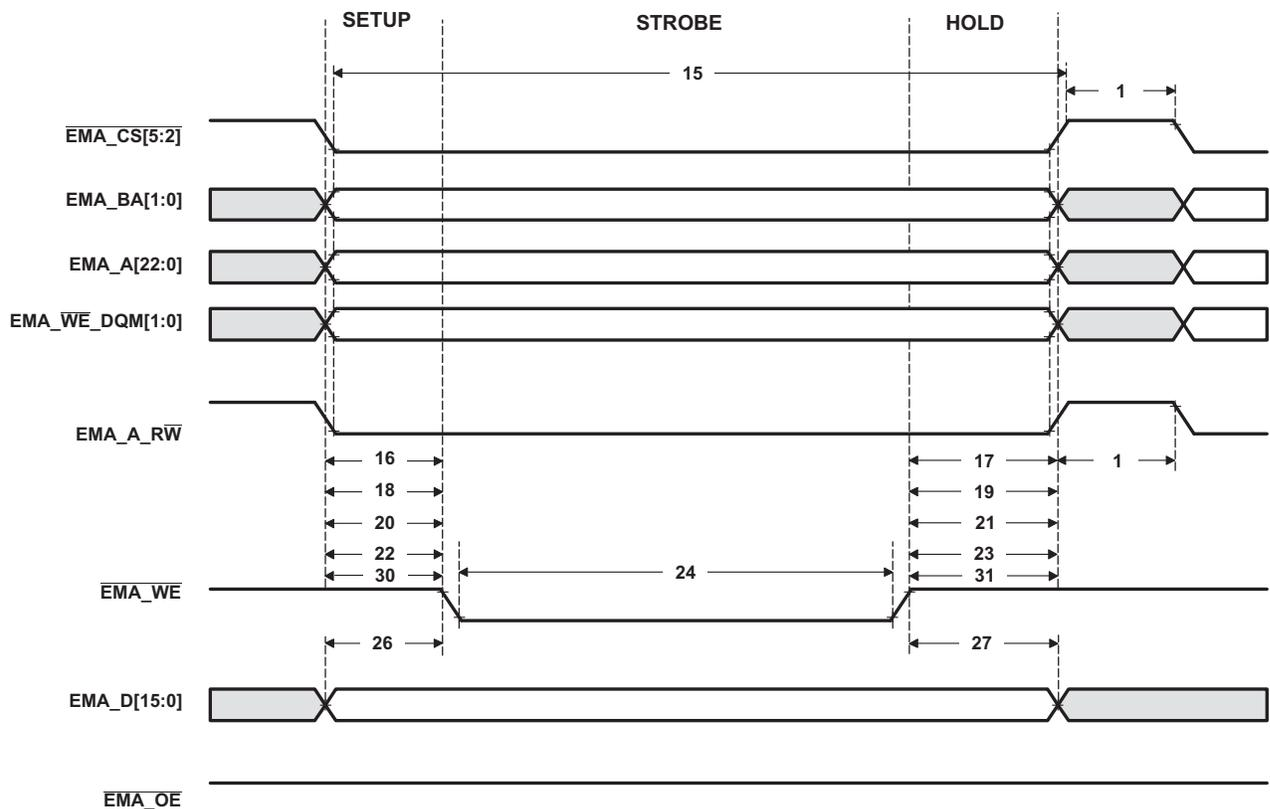 SETUP STROBE HOLD
15
1
EMA_CS[5:2]
EMA_BA[1:0]
EMA_A[22:0]
EMA_WE_DQM[1:0]
EMA_A_RW
16 17 1
18 19
20 21
22 23
30 24 31
EMA_WE
26 27
EMA_D[15:0]
EMA_OE